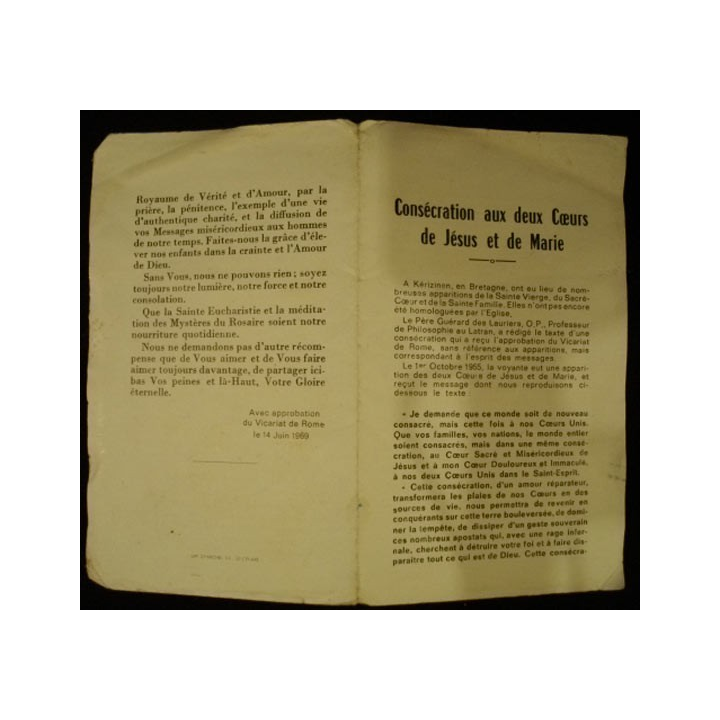 Royaume de Vérité et d'Amour, par la
prière, la pénitence, l'exemple d'une vie
d'authentique charité, et la diffusion de
vos Messages miséricordieux aux hommes
de notre temps. Faites-nous la grâce d'éle-
ver nos enfants dans la crainte et l'Amour
de Dieu.
Sans Vous, nous ne pouvons rien ; soyez
toujours notre lumière, notre force et notre
consolation.
Que la Sainte Eucharistie et la médita-
tion des Mystères du Rosaire soient notre
nourriture quotidienne.
Nous ne demandons pas d'autre récom-
pense que de Vous aimer et de Vous faire
aimer toujours davantage, de partager ici-
bas Vos peines et là-Haut, Votre Gloire
éternelle.
Avec approbation
du Vicariat de Rome
le 14 Juin 1969
Consécration aux deux Cœurs
de Jésus et de Marie
A Kérizinen, en Bretagne, ont eu lieu de nom-
breuses apparitions de la Sainte Vierge, du Sacré-
Cœur et de la Sainte Famille. Elles n'ont pas encore
été homologuées par l'Eglise.
Le Père Guérard des Lauriers, O.P., Professeur
de Philosophie au Latran, a rédigé le texte d'une
consécration qui a reçu l'approbation du Vicariat
de Rome, sans référence aux apparitions, mais
correspondant à l'esprit des messages.
Le 1er Octobre 1955, la voyante eut une appari-
tion des deux Cœurs de Jésus et de Marie, et
reçut le message dont nous reproduisons ci-
dessous le texte :
« Je demande que ce monde soit de nouveau
consacré, mais cette fois à nos Cœurs Unis.
Que vos familles, vos nations, le monde entier
soient consacrés, mais dans une même consé-
cration, au Cœur Sacré et Miséricordieux de
Jésus et à mon Cœur Douloureux et Immaculé,
à nos deux Cœurs Unis dans le Saint-Esprit.
« Cette consécration, d'un amour réparateur,
transformera les plaies de nos Cœurs en des
sources de vie, nous permettra de revenir en
conquérants sur cette terre bouleversée, de domi-
ner la tempête, de dissiper d'un geste souverain
ces nombreux apostats qui, avec une rage infer-
nale, cherchent à détruire votre foi et à faire dis-
paraître tout ce qui est de Dieu. Cette consécra-